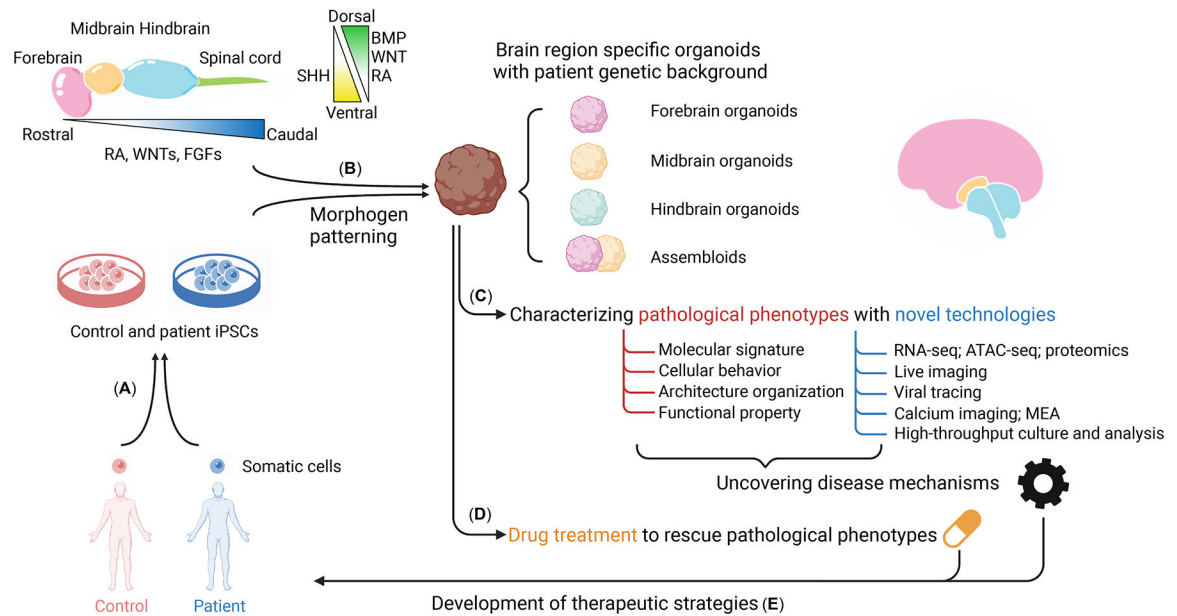 Midbrain Hindbrain
Forebrain
Spinal cord
Rostral
Caudal
RA, WNTs, FGFs
Dorsal
BMP
WNT
SHH
RA
Ventral
(B)
Morphogen
patterning
Control and patient iPSCs
(A)
Somatic cells
Control
Patient
Brain region specific organoids
with patient genetic background
Forebrain organoids
Midbrain organoids
Hindbrain organoids
Assembloids
(C)
Characterizing pathological phenotypes with novel technologies
Molecular signature
Cellular behavior
Architecture organization
Functional property
RNA-seq; ATAC-seq; proteomics
Live imaging
Viral tracing
Calcium imaging; MEA
High-throughput culture and analysis
Uncovering disease mechanisms
(D)
Drug treatment to rescue pathological phenotypes
Development of therapeutic strategies (E)